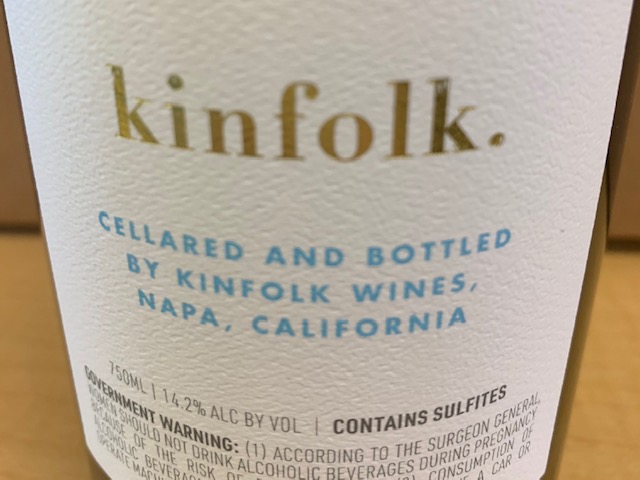 kinfolk.
CELLARED AND BOTTLED
BY KINFOLK WINES,
NAPA, CALIFORNIA
750ML | 14.2% ALC BY VOL | CONTAINS SULFITES
GOVERNMENT WARNING: (1) ACCORDING TO THE SURGEON GENERAL,
WOMEN SHOULD NOT DRINK ALCOHOLIC BEVERAGES DURING PREGNANCY
BECAUSE OF THE RISK OF CONSUMPTION OF
BEVERAGES A CAR OR